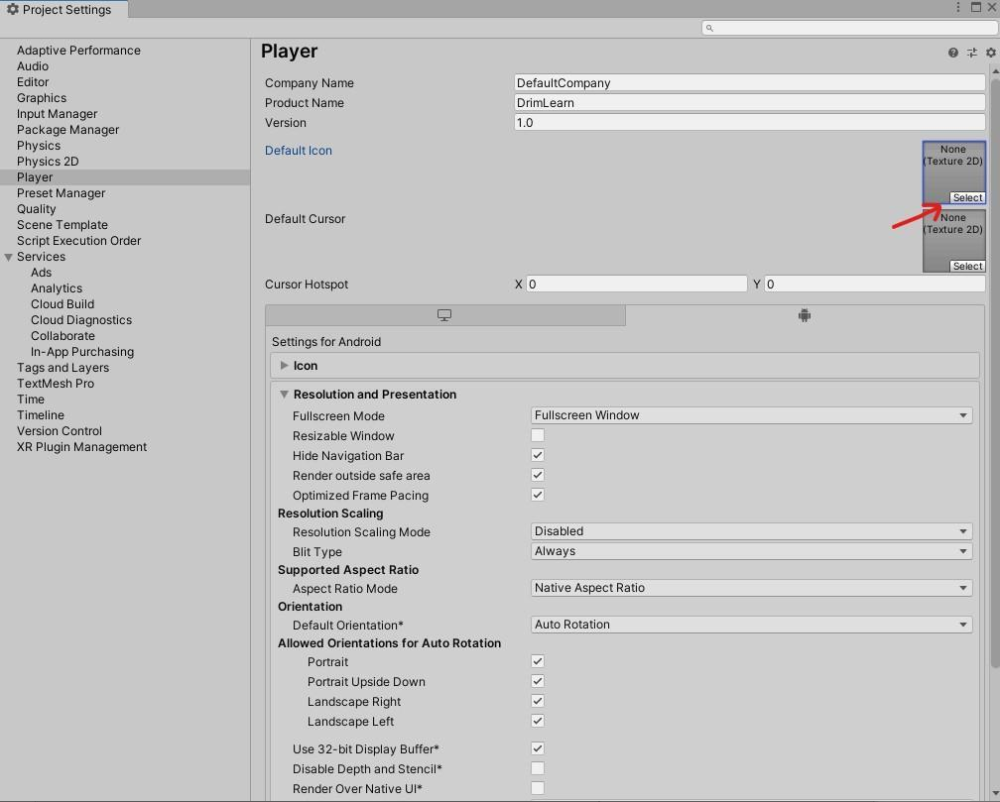 Project Settings
Adaptive Performance
Audio
Editor
Graphics
Input Manager
Package Manager
Physics
Physics 2D
Player
Preset Manager
Quality
Scene Template
Script Execution Order
Services
Ads
Analytics
Cloud Build
Cloud Diagnostics
Collaborate
In-App Purchasing
Tags and Layers
TextMesh Pro
Time
Timeline
Version Control
XR Plugin Management
Player
Company Name DefaultCompany
Product Name DrimLearn
Version 1.0
Default Icon
None
(Texture 2D)
Select
Default Cursor
None
(Texture 2D)
Select
Cursor Hotspot X 0 Y 0
Settings for Android
Icon
Resolution and Presentation
Fullscreen Mode Fullscreen Window
Resizable Window
Hide Navigation Bar
Render outside safe area
Optimized Frame Pacing
Resolution Scaling
Resolution Scaling Mode Disabled
Blit Type Always
Supported Aspect Ratio
Aspect Ratio Mode Native Aspect Ratio
Orientation
Default Orientation* Auto Rotation
Allowed Orientations for Auto Rotation
Portrait
Portrait Upside Down
Landscape Right
Landscape Left
Use 32-bit Display Buffer*
Disable Depth and Stencil*
Render Over Native UI*